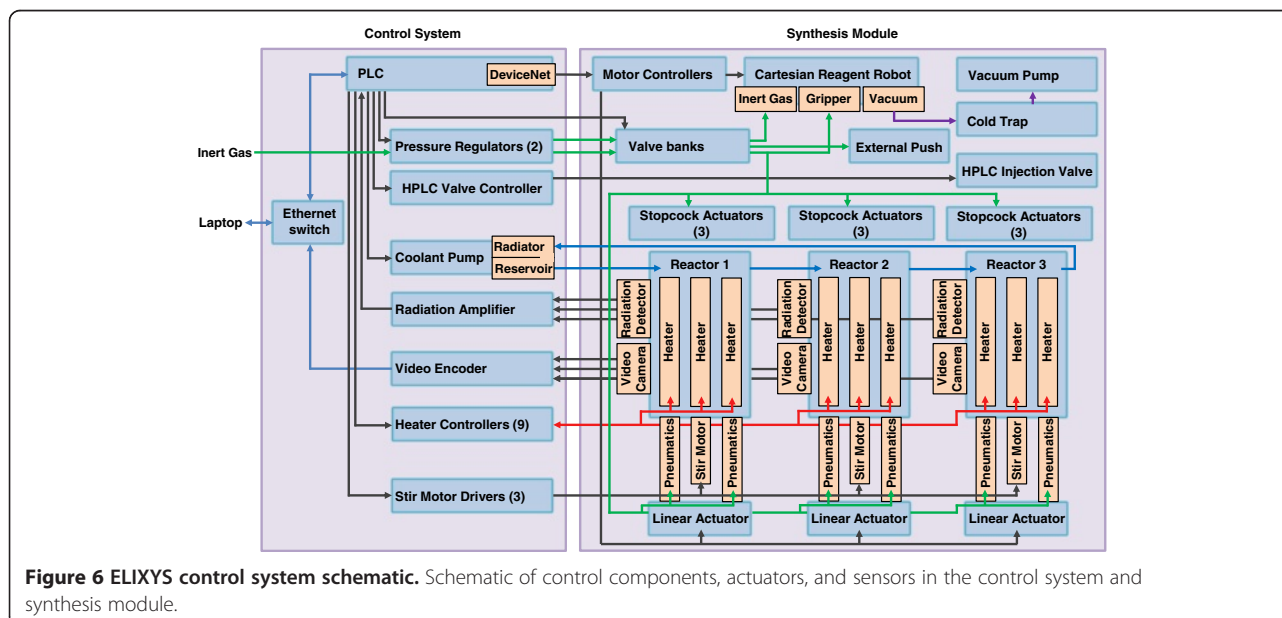 Control System
Synthesis Module
PLC
DeviceNet
Motor Controllers
Cartesian Reagent Robot
Inert Gas
Gripper
Vacuum
Vacuum Pump
Cold Trap
Inert Gas
Pressure Regulators (2)
Valve banks
External Push
HPLC Valve Controller
HPLC Injection Valve
Laptop
Ethernet
switch
Stopcock Actuators
(3)
Stopcock Actuators
(3)
Stopcock Actuators
(3)
Coolant Pump
Radiator
Reservoir
Reactor 1
Reactor 2
Reactor 3
Radiation Amplifier
Radiation
Detector
Heater
Heater
Heater
Radiation
Detector
Heater
Heater
Heater
Radiation
Detector
Heater
Heater
Heater
Video Encoder
Video
Camera
Video
Camera
Video
Camera
Heater Controllers (9)
Pneumatics
Stir Motor
Pneumatics
Pneumatics
Stir Motor
Pneumatics
Pneumatics
Stir Motor
Pneumatics
Stir Motor Drivers (3)
Linear Actuator
Linear Actuator
Linear Actuator
Figure 6 ELIXYS control system schematic. Schematic of control components, actuators, and sensors in the control system and
synthesis module.